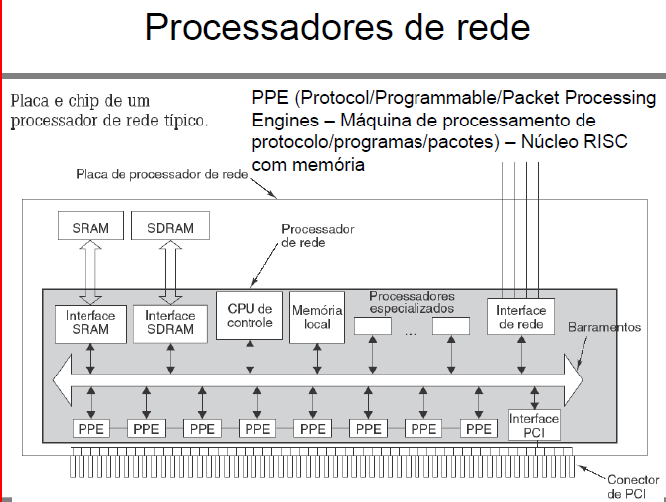 Processadores de rede
Placa e chip de um
processador de rede típico.
PPE (Protocol/Programmable/Packet Processing
Engines – Máquina de processamento de
protocolo/programas/pacotes) – Núcleo RISC
com memória
Placa de processador de rede
SRAM
SDRAM
Processador
de rede
Interface
SRAM
Interface
SDRAM
CPU de
controle
Memória
local
Processadores
especializados
...
Interface
de rede
Barramentos
PPE
PPE
PPE
PPE
PPE
PPE
PPE
PPE
Interface
PCI
Conector
de PCI